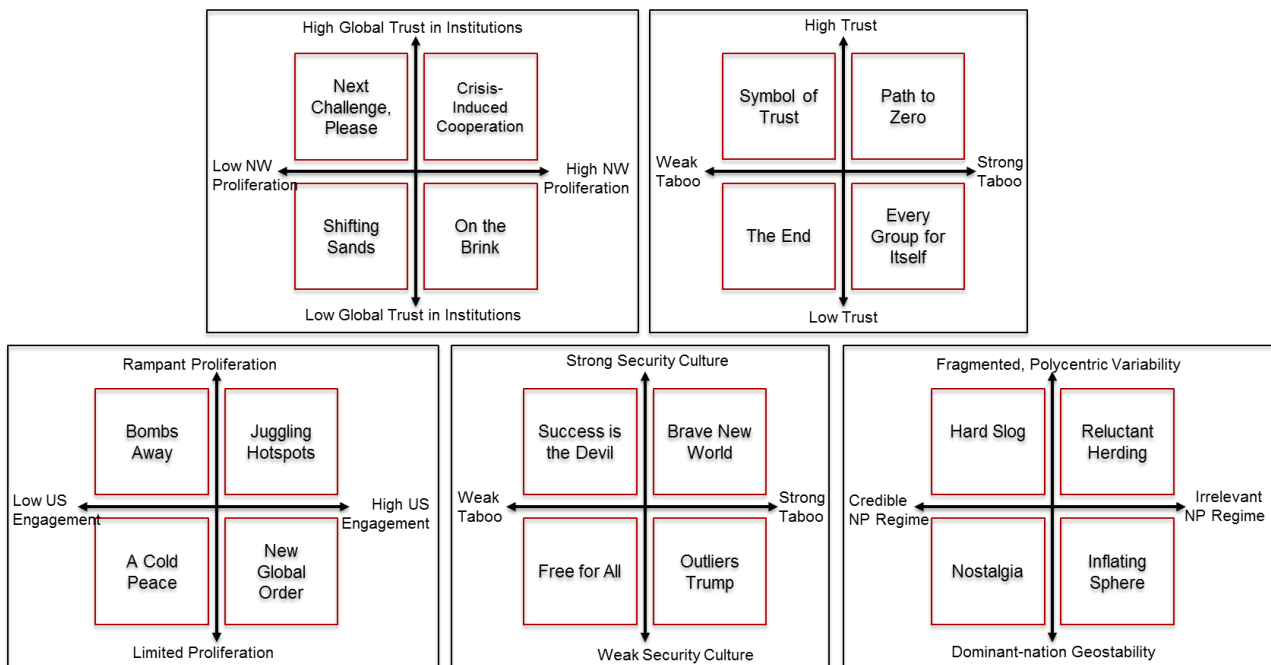 High Global Trust in Institutions
Next
Challenge,
Please
Crisis-
Induced
Cooperation
Low NW
Proliferation
High NW
Proliferation
Shifting
Sands
On the
Brink
Low Global Trust in Institutions
High Trust
Symbol of
Trust
Path to
Zero
Weak
Taboo
Strong
Taboo
The End
Every
Group for
Itself
Low Trust
Rampant Proliferation
Bombs
Away
Juggling
Hotspots
Low US
Engagement
High US
Engagement
A Cold
Peace
New
Global
Order
Limited Proliferation
Strong Security Culture
Success is
the Devil
Brave New
World
Weak
Taboo
Strong
Taboo
Free for All
Outliers
Trump
Weak Security Culture
Fragmented, Polycentric Variability
Hard Slog
Reluctant
Herding
Credible
NP Regime
Irrelevant
NP Regime
Nostalgia
Inflating
Sphere
Dominant-nation Geostability